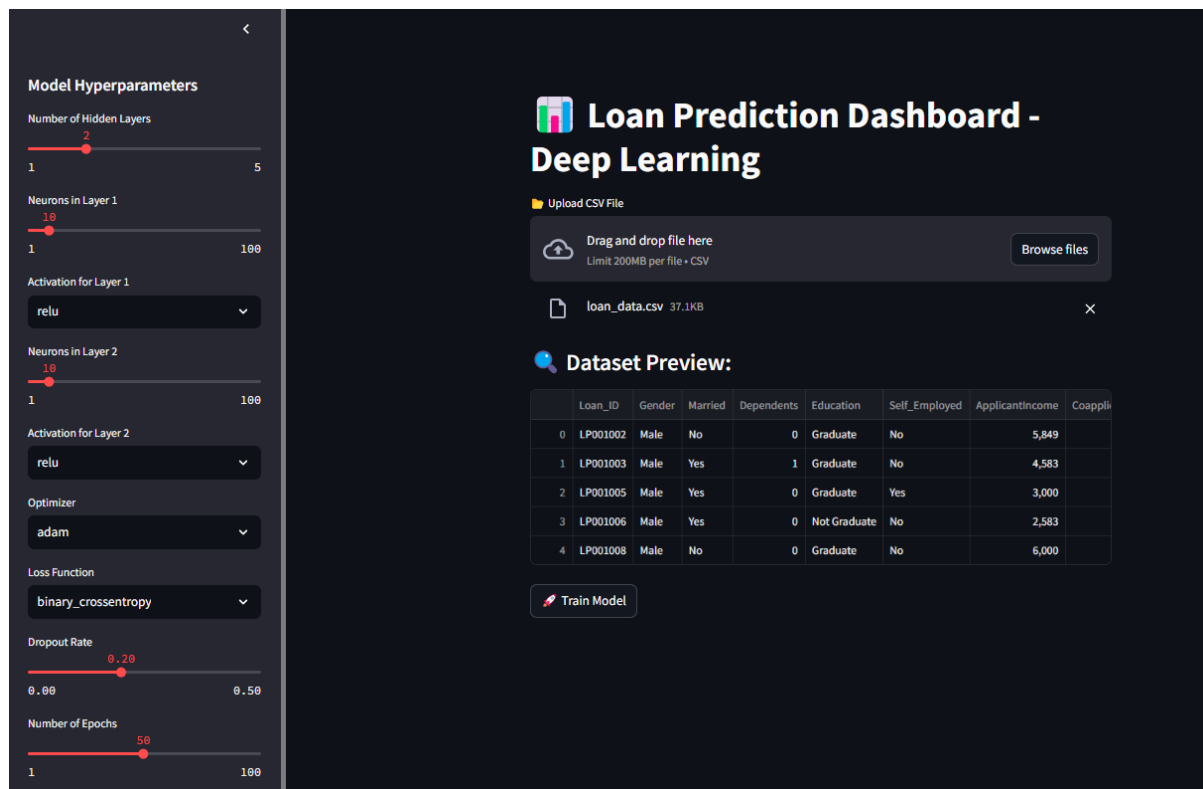 Model Hyperparameters
Number of Hidden Layers
2
1 5
Neurons in Layer 1
10
1 100
Activation for Layer 1
relu
Neurons in Layer 2
10
1 100
Activation for Layer 2
relu
Optimizer
adam
Loss Function
binary_crossentropy
Dropout Rate
0.20
0.00 0.50
Number of Epochs
50
1 100
Loan Prediction Dashboard -
Deep Learning
Upload CSV File
Drag and drop file here
Limit 200MB per file • CSV
Browse files
loan_data.csv 37.1KB
Dataset Preview:
Loan_ID Gender Married Dependents Education Self_Employed ApplicantIncome Coappli
0 LP001002 Male No 0 Graduate No 5,849
1 LP001003 Male Yes 1 Graduate No 4,583
2 LP001005 Male Yes 0 Graduate Yes 3,000
3 LP001006 Male Yes 0 Not Graduate No 2,583
4 LP001008 Male No 0 Graduate No 6,000
Train Model